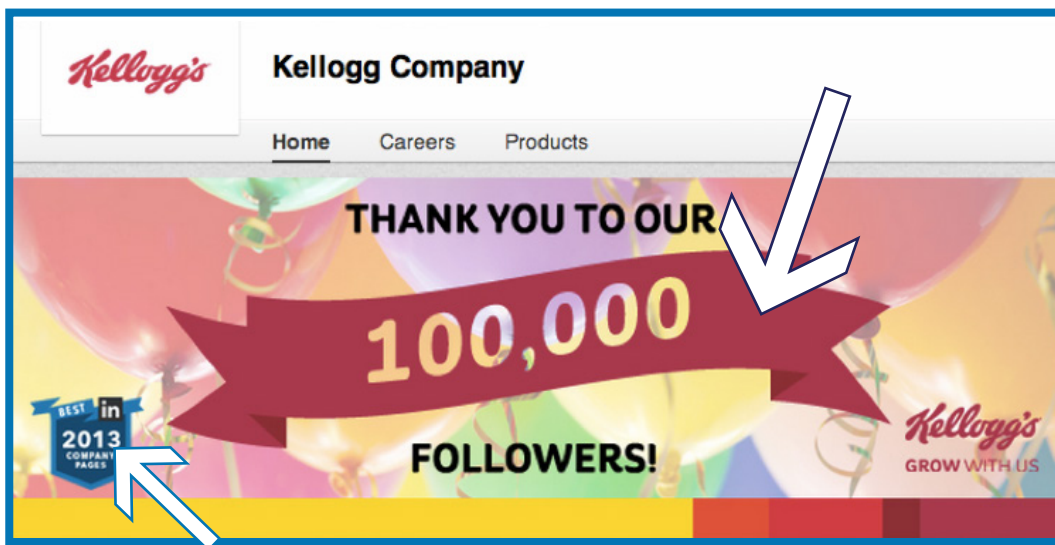 Kellogg's
Kellogg Company
Home Careers Products
THANK YOU TO OUR
100,000
FOLLOWERS!
BEST in
2013
COMPANY
PAGES
Kellogg's
GROW WITH US